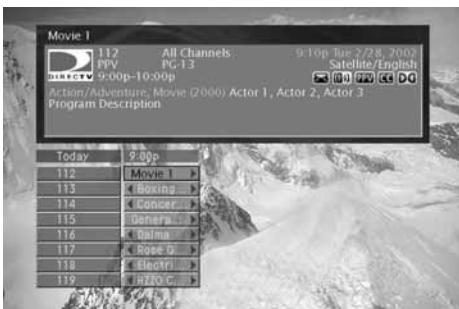 Movie 1
112 All Channels 9:10p Tue 2/28, 2002
PPV PG-13 Satellite/English
DIRECTV 9:00p-10:00p PPV CC
Action/Adventure, Movie (2000) Actor 1, Actor 2, Actor 3
Program Description
Today 9:00p
112 Movie 1
113 Boxing...
114 Concer...
115 Genera...
116 Dalma
117 Rose G
118 Electri
119